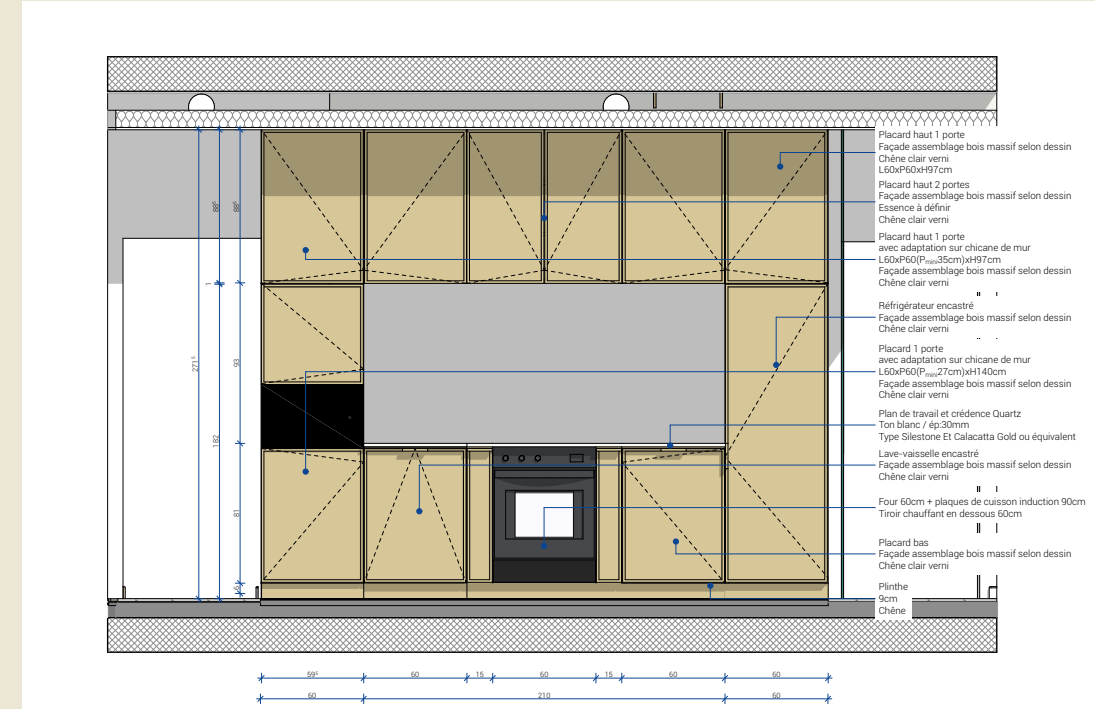 Placard haut 1 porte
Façade assemblage bois massif selon dessin
Chêne clair verni
L60xP60xH97cm
Placard haut 2 portes
Façade assemblage bois massif selon dessin
Essence à définir
Chêne clair verni
Placard haut 1 porte
avec adaptation sur chicane de mur
L60xP60(Pmini35cm)xH97cm
Façade assemblage bois massif selon dessin
Chêne clair verni
Réfrigérateur encastré
Façade assemblage bois massif selon dessin
Chêne clair verni
Placard 1 porte
avec adaptation sur chicane de mur
L60xP60(Pmini27cm)xH140cm
Façade assemblage bois massif selon dessin
Chêne clair verni
Plan de travail et crédence Quartz
Ton blanc / ép:30mm
Type Silestone Et Calacatta Gold ou équivalent
Lave-vaisselle encastré
Façade assemblage bois massif selon dessin
Chêne clair verni
Four 60cm + plaques de cuisson induction 90cm
Tiroir chauffant en dessous 60cm
Placard bas
Façade assemblage bois massif selon dessin
Chêne clair verni
Plinthe
9cm
Chêne
271⁵
88⁵
1
182
88⁵
93
81
59⁵ 60 15 60 15 60 60
60 210 60